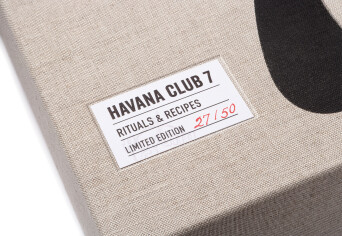 HAVANA CLUB 7
RITUALS & RECIPES
LIMITED EDITION 27/50